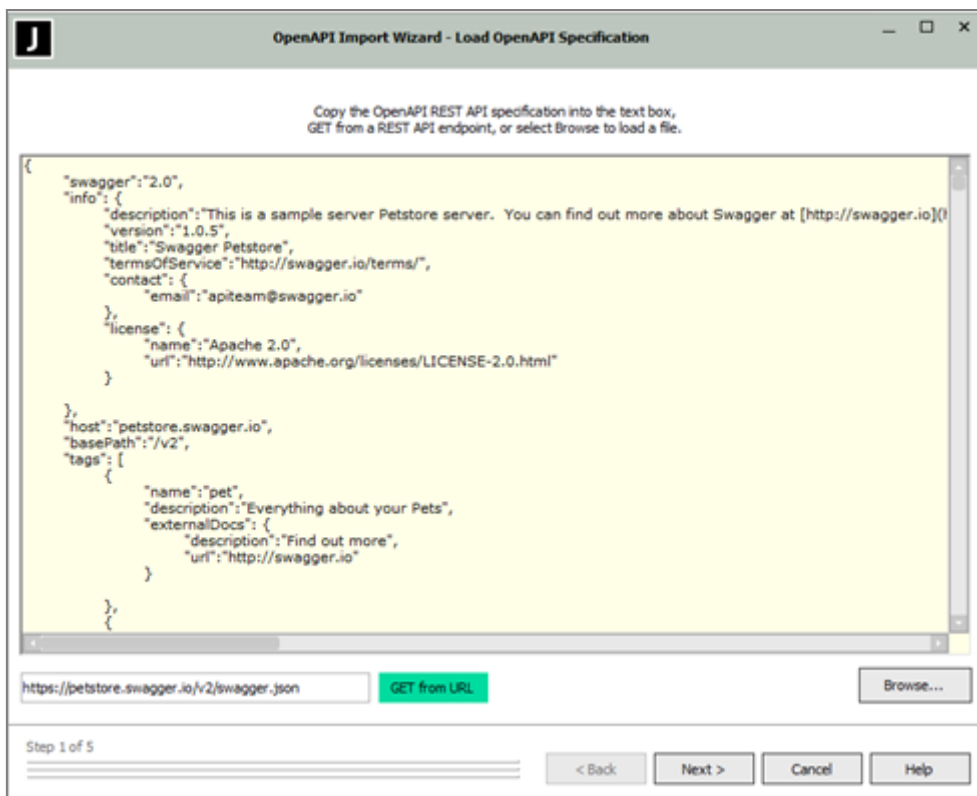 J
OpenAPI Import Wizard - Load OpenAPI Specification
Copy the OpenAPI REST API specification into the text box,
GET from a REST API endpoint, or select Browse to load a file.
{
"swagger":"2.0",
"info": {
"description":"This is a sample server Petstore server.  You can find out more about Swagger at [http://swagger.io](
"version":"1.0.5",
"title":"Swagger Petstore",
"termsOfService":"http://swagger.io/terms/",
"contact": {
"email":"apiteam@swagger.io"
},
"license": {
"name":"Apache 2.0",
"url":"http://www.apache.org/licenses/LICENSE-2.0.html"
}
},
"host":"petstore.swagger.io",
"basePath":"/v2",
"tags": [
{
"name":"pet",
"description":"Everything about your Pets",
"externalDocs": {
"description":"Find out more",
"url":"http://swagger.io"
}
},
{
https://petstore.swagger.io/v2/swagger.json
GET from URL
Browse...
Step 1 of 5
< Back
Next >
Cancel
Help